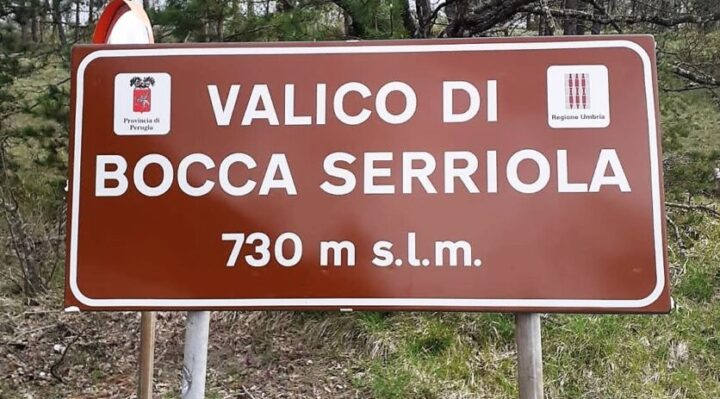 Provincia di
Perugia
Regione Umbria
VALICO DI
BOCCA SERRIOLA
730 m s.l.m.